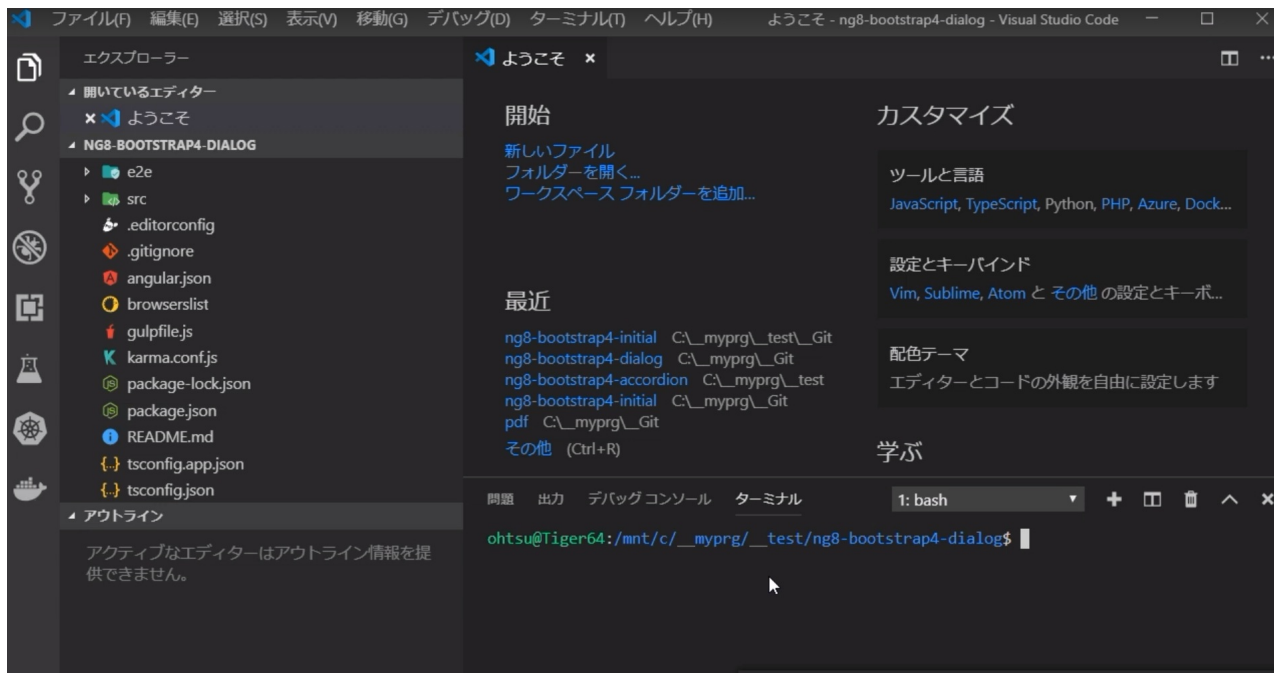 ファイル(F) 編集(E) 選択(S) 表示(V) 移動(G) デバッグ(D) ターミナル(T) ヘルプ(H) ようこそ - ng8-bootstrap4-dialog - Visual Studio Code
エクスプローラー
開いているエディター
ようこそ
NG8-BOOTSTRAP4-DIALOG
e2e
src
.editorconfig
.gitignore
angular.json
browserslist
gulpfile.js
karma.conf.js
package-lock.json
package.json
README.md
tsconfig.app.json
tsconfig.json
アウトライン
アクティブなエディターはアウトライン情報を提
供できません。
ようこそ
開始
新しいファイル
フォルダーを開く...
ワークスペース フォルダーを追加...
最近
ng8-bootstrap4-initial C:\__myprg\__test\__Git
ng8-bootstrap4-dialog C:\__myprg\__Git
ng8-bootstrap4-accordion C:\__myprg\__test
ng8-bootstrap4-initial C:\__myprg\__Git
pdf C:\__myprg\__Git
その他 (Ctrl+R)
カスタマイズ
ツールと言語
JavaScript, TypeScript, Python, PHP, Azure, Dock...
設定とキーバインド
Vim, Sublime, Atom と その他 の設定とキーボ...
配色テーマ
エディターとコードの外観を自由に設定します
学ぶ
問題 出力 デバッグ コンソール ターミナル 1: bash
ohtsu@Tiger64:/mnt/c/__myprg/__test/ng8-bootstrap4-dialog$